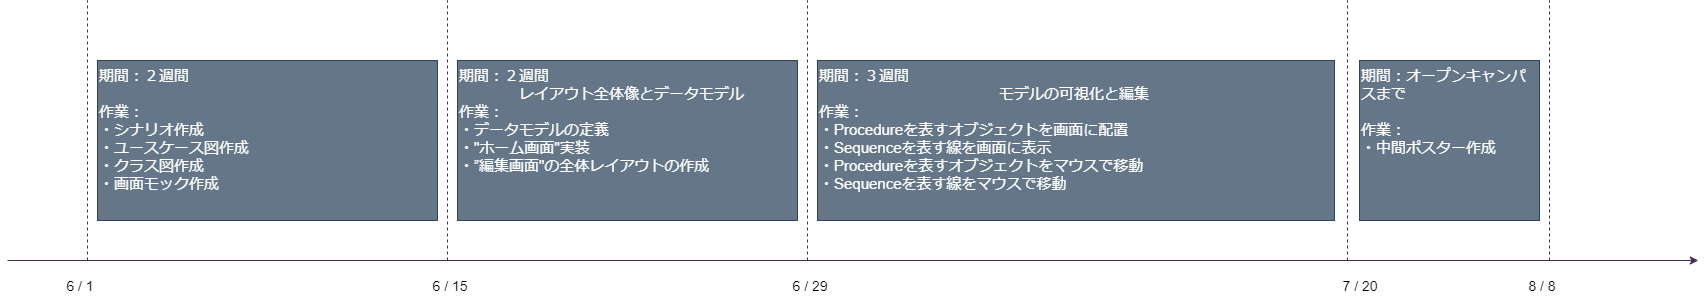 期間：２週間
作業：
・シナリオ作成
・ユースケース図作成
・クラス図作成
・画面モック作成
期間：２週間
レイアウト全体像とデータモデル
作業：
・データモデルの定義
・"ホーム画面"実装
・"編集画面"の全体レイアウトの作成
期間：３週間
モデルの可視化と編集
作業：
・Procedureを表すオブジェクトを画面に配置
・Sequenceを表す線を画面に表示
・Procedureを表すオブジェクトをマウスで移動
・Sequenceを表す線をマウスで移動
期間：オープンキャンパ
スまで
作業：
・中間ポスター作成
6 / 1
6 / 15
6 / 29
7 / 20
8 / 8